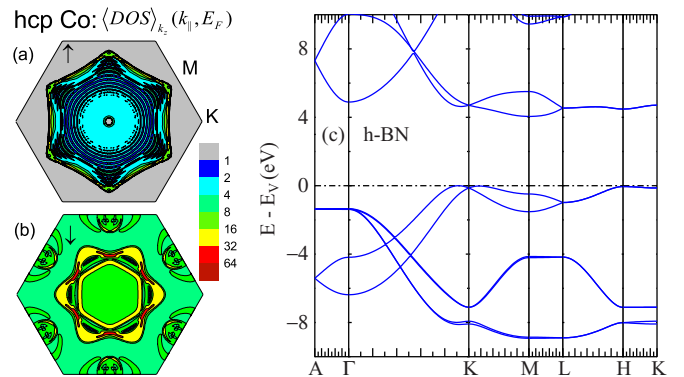 hcp Co: ⟨DOS⟩k_z (k_∥, E_F)
(a)
↑
M
K
1
2
4
8
16
32
64
(b)
↓
E - E_V (eV)
8
4
0
−4
−8
(c) h-BN
A Γ K M L H K